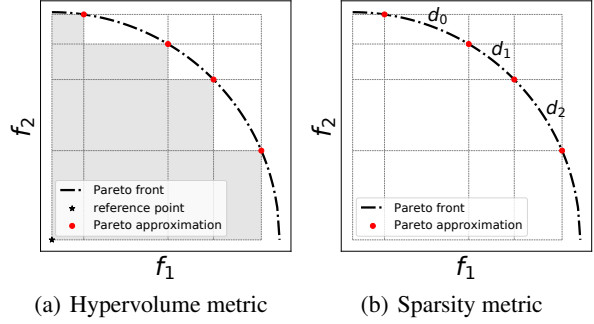 f₂
Pareto front
reference point
Pareto approximation
f₁
(a) Hypervolume metric
d₀
d₁
d₂
f₂
Pareto front
Pareto approximation
f₁
(b) Sparsity metric